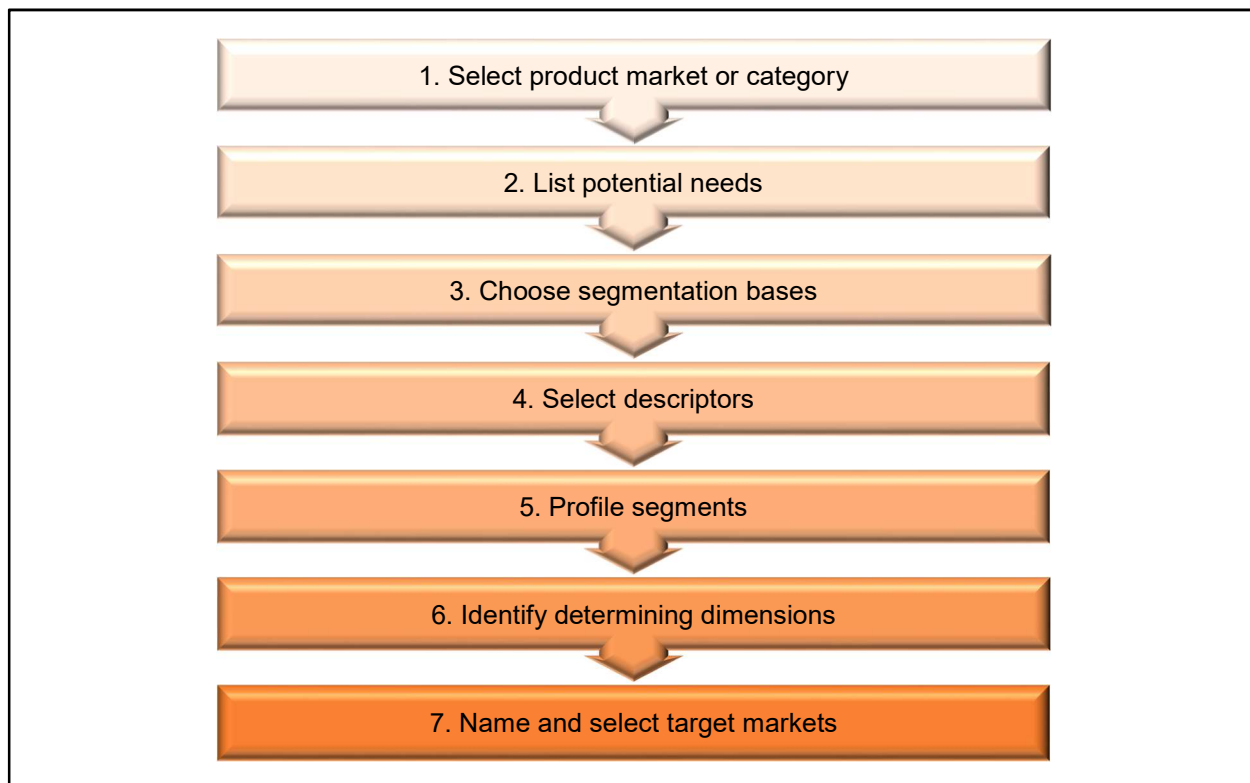 1. Select product market or category
2. List potential needs
3. Choose segmentation bases
4. Select descriptors
5. Profile segments
6. Identify determining dimensions
7. Name and select target markets